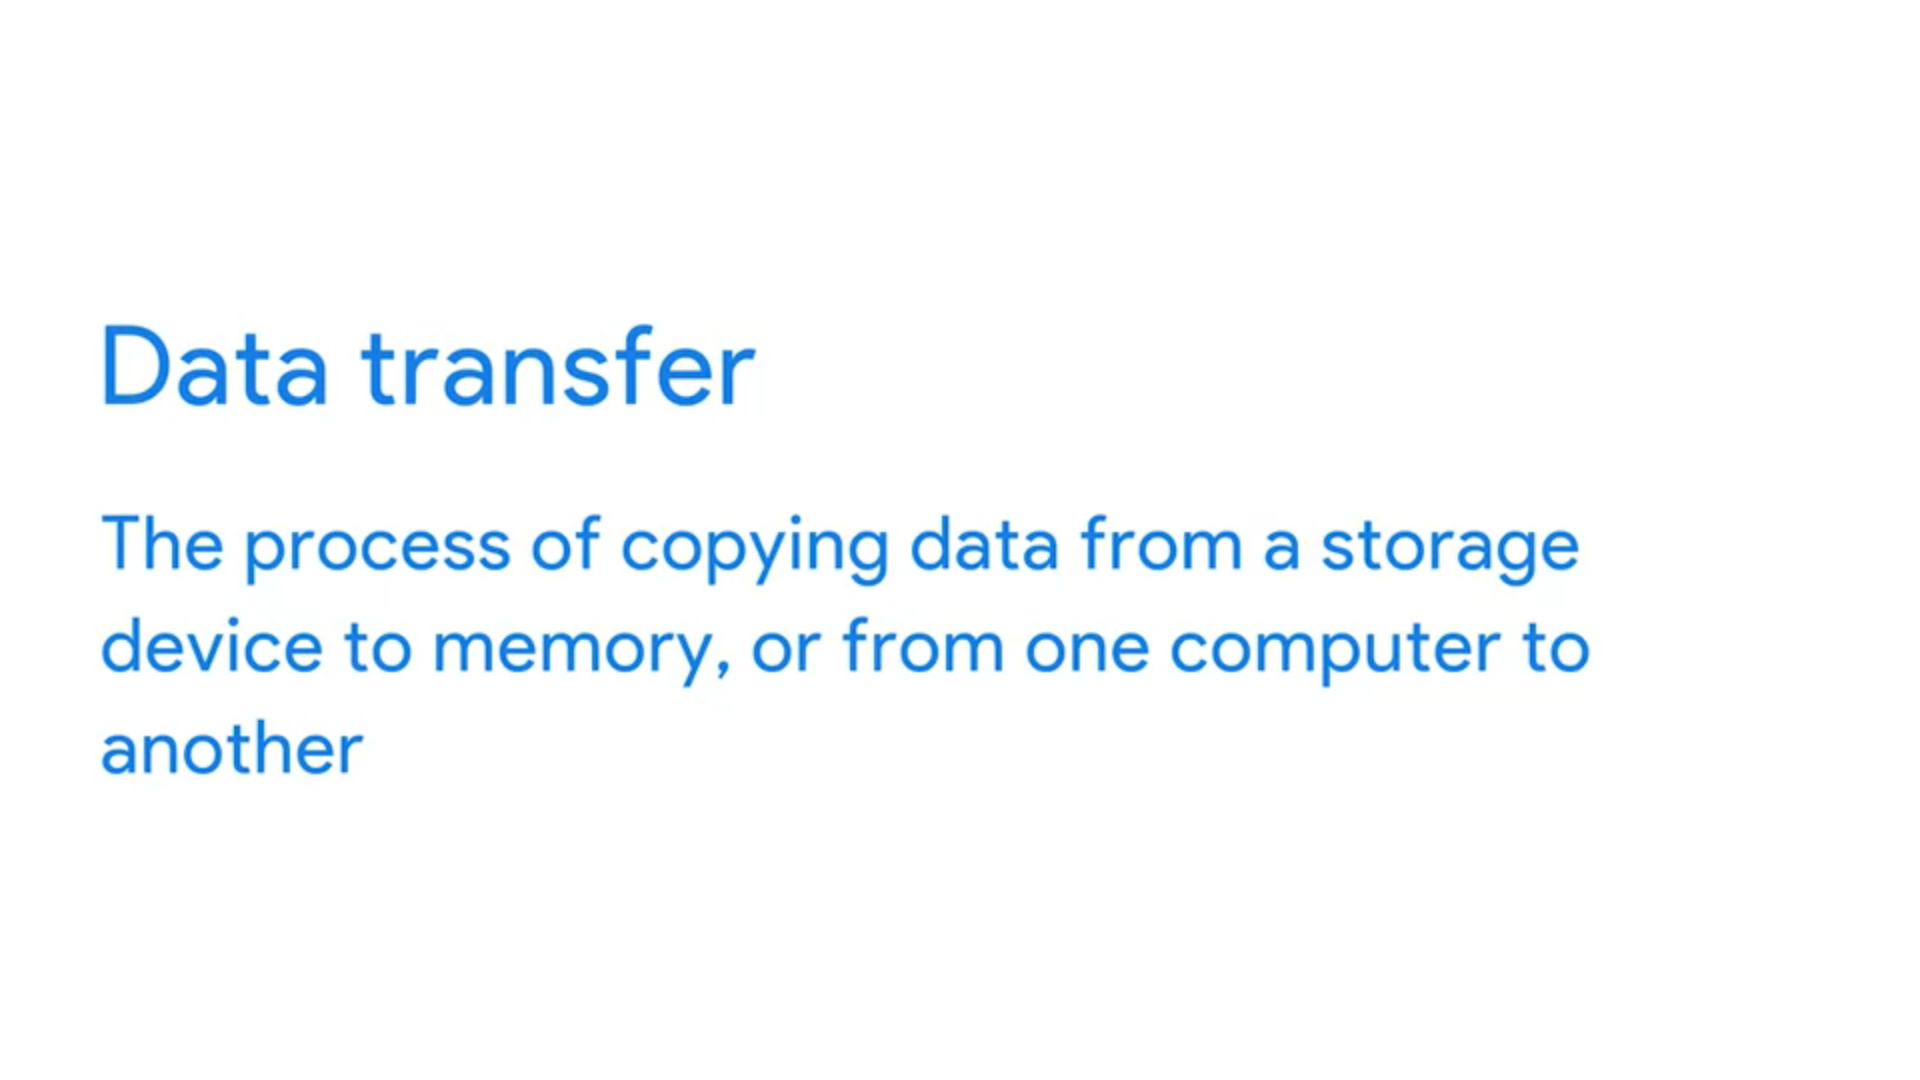 Data transfer
The process of copying data from a storage
device to memory, or from one computer to
another